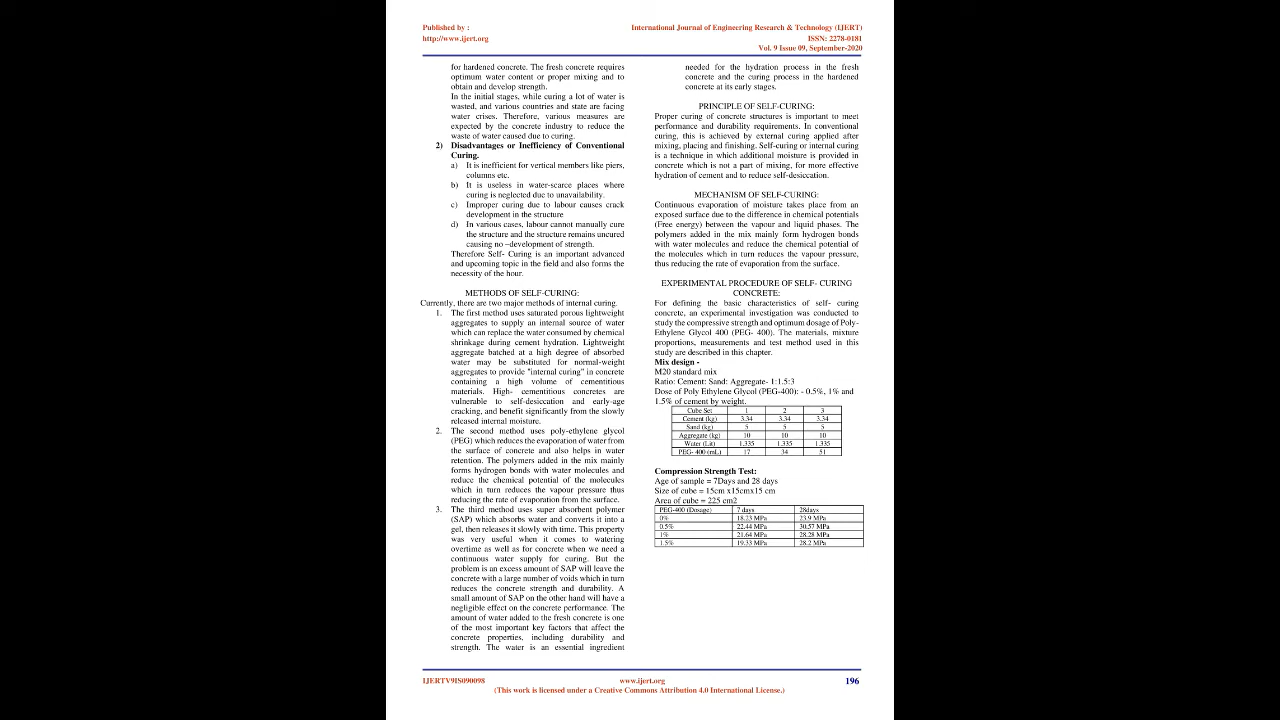 Published by :
http://www.ijert.org
International Journal of Engineering Research & Technology (IJERT)
ISSN: 2278-0181
Vol. 9 Issue 09, September-2020
for hardened concrete. The fresh concrete requires
optimum water content or proper mixing and to
obtain and develop strength.
In the initial stages, while curing a lot of water is
wasted, and various countries and state are facing
water crises. Therefore, various measures are
expected by the concrete industry to reduce the
waste of water caused due to curing.
2) Disadvantages or Inefficiency of Conventional
Curing.
a) It is inefficient for vertical members like piers,
columns etc.
b) It is useless in water-scarce places where
curing is neglected due to unavailability.
c) Improper curing due to labour causes crack
development in the structure
d) In various cases, labour cannot manually cure
the structure and the structure remains uncured
causing no –development of strength.
Therefore Self- Curing is an important advanced
and upcoming topic in the field and also forms the
necessity of the hour.
METHODS OF SELF-CURING:
Currently, there are two major methods of internal curing.
1. The first method uses saturated porous lightweight
aggregates to supply an internal source of water
which can replace the water consumed by chemical
shrinkage during cement hydration. Lightweight
aggregate batched at a high degree of absorbed
water may be substituted for normal-weight
aggregates to provide "internal curing" in concrete
containing a high volume of cementitious
materials. High- cementitious concretes are
vulnerable to self-desiccation and early-age
cracking, and benefit significantly from the slowly
released internal moisture.
2. The second method uses poly-ethylene glycol
(PEG) which reduces the evaporation of water from
the surface of concrete and also helps in water
retention. The polymers added in the mix mainly
forms hydrogen bonds with water molecules and
reduce the chemical potential of the molecules
which in turn reduces the vapour pressure thus
reducing the rate of evaporation from the surface.
3. The third method uses super absorbent polymer
(SAP) which absorbs water and converts it into a
gel, then releases it slowly with time. This property
was very useful when it comes to watering
overtime as well as for concrete when we need a
continuous water supply for curing. But the
problem is an excess amount of SAP will leave the
concrete with a large number of voids which in turn
reduces the concrete strength and durability. A
small amount of SAP on the other hand will have a
negligible effect on the concrete performance. The
amount of water added to the fresh concrete is one
of the most important key factors that affect the
concrete properties, including durability and
strength. The water is an essential ingredient
needed for the hydration process in the fresh
concrete and the curing process in the hardened
concrete at its early stages.
PRINCIPLE OF SELF-CURING:
Proper curing of concrete structures is important to meet
performance and durability requirements. In conventional
curing, this is achieved by external curing applied after
mixing, placing and finishing. Self-curing or internal curing
is a technique in which additional moisture is provided in
concrete which is not a part of mixing, for more effective
hydration of cement and to reduce self-desiccation.
MECHANISM OF SELF-CURING:
Continuous evaporation of moisture takes place from an
exposed surface due to the difference in chemical potentials
(Free energy) between the vapour and liquid phases. The
polymers added in the mix mainly form hydrogen bonds
with water molecules and reduce the chemical potential of
the molecules which in turn reduces the vapour pressure,
thus reducing the rate of evaporation from the surface.
EXPERIMENTAL PROCEDURE OF SELF- CURING
CONCRETE:
For defining the basic characteristics of self- curing
concrete, an experimental investigation was conducted to
study the compressive strength and optimum dosage of Poly-
Ethylene Glycol 400 (PEG- 400). The materials, mixture
proportions, measurements and test method used in this
study are described in this chapter.
Mix design -
M20 standard mix
Ratio: Cement: Sand: Aggregate- 1:1.5:3
Dose of Poly Ethylene Glycol (PEG-400): - 0.5%, 1% and
1.5% of cement by weight.
Cube Set 1 2 3
Cement (kg) 3.34 3.34 3.34
Sand (kg) 5 5 5
Aggregate (kg) 10 10 10
Water (Lit) 1.335 1.335 1.335
PEG- 400 (mL) 17 34 51
Compression Strength Test:
Age of sample = 7Days and 28 days
Size of cube = 15cm x15cmx15 cm
Area of cube = 225 cm2
PEG-400 (Dosage) 7 days 28days
0% 18.23 MPa 23.9 MPa
0.5% 22.44 MPa 30.57 MPa
1% 21.64 MPa 28.28 MPa
1.5% 19.33 MPa 28.2 MPa
IJERTV9IS090098
www.ijert.org
196
(This work is licensed under a Creative Commons Attribution 4.0 International License.)